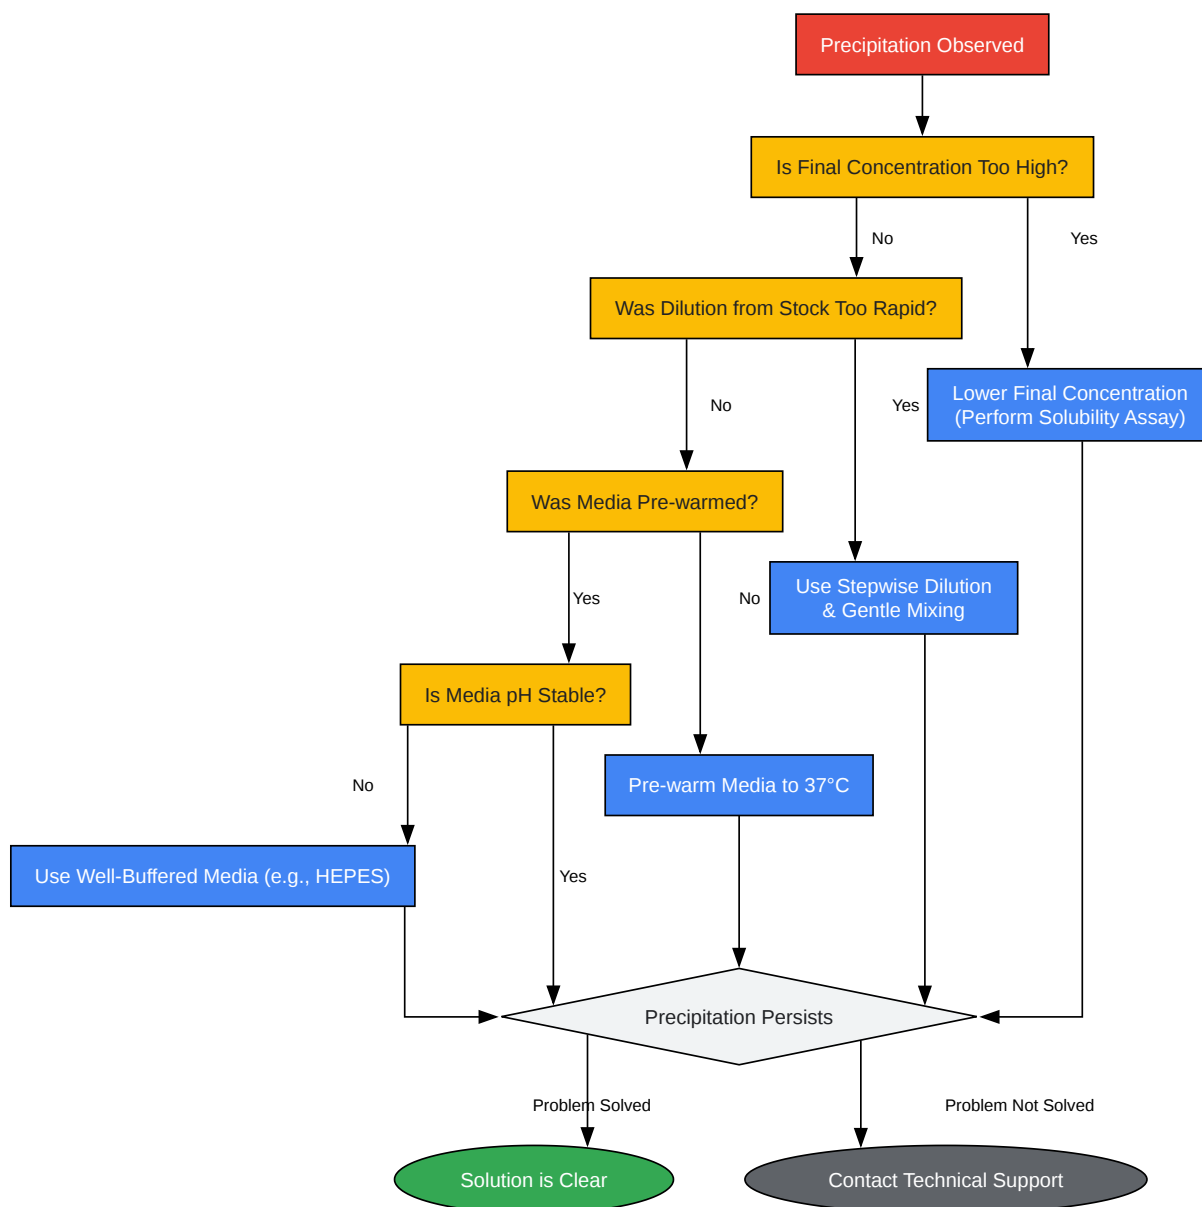 Precipitation Observed
Is Final Concentration Too High?
No
Yes
Was Dilution from Stock Too Rapid?
Lower Final Concentration
(Perform Solubility Assay)
No
Yes
Was Media Pre-warmed?
Use Stepwise Dilution
& Gentle Mixing
Yes
No
Is Media pH Stable?
Pre-warm Media to 37°C
No
Use Well-Buffered Media (e.g., HEPES)
Yes
Precipitation Persists
Problem Solved
Problem Not Solved
Solution is Clear
Contact Technical Support